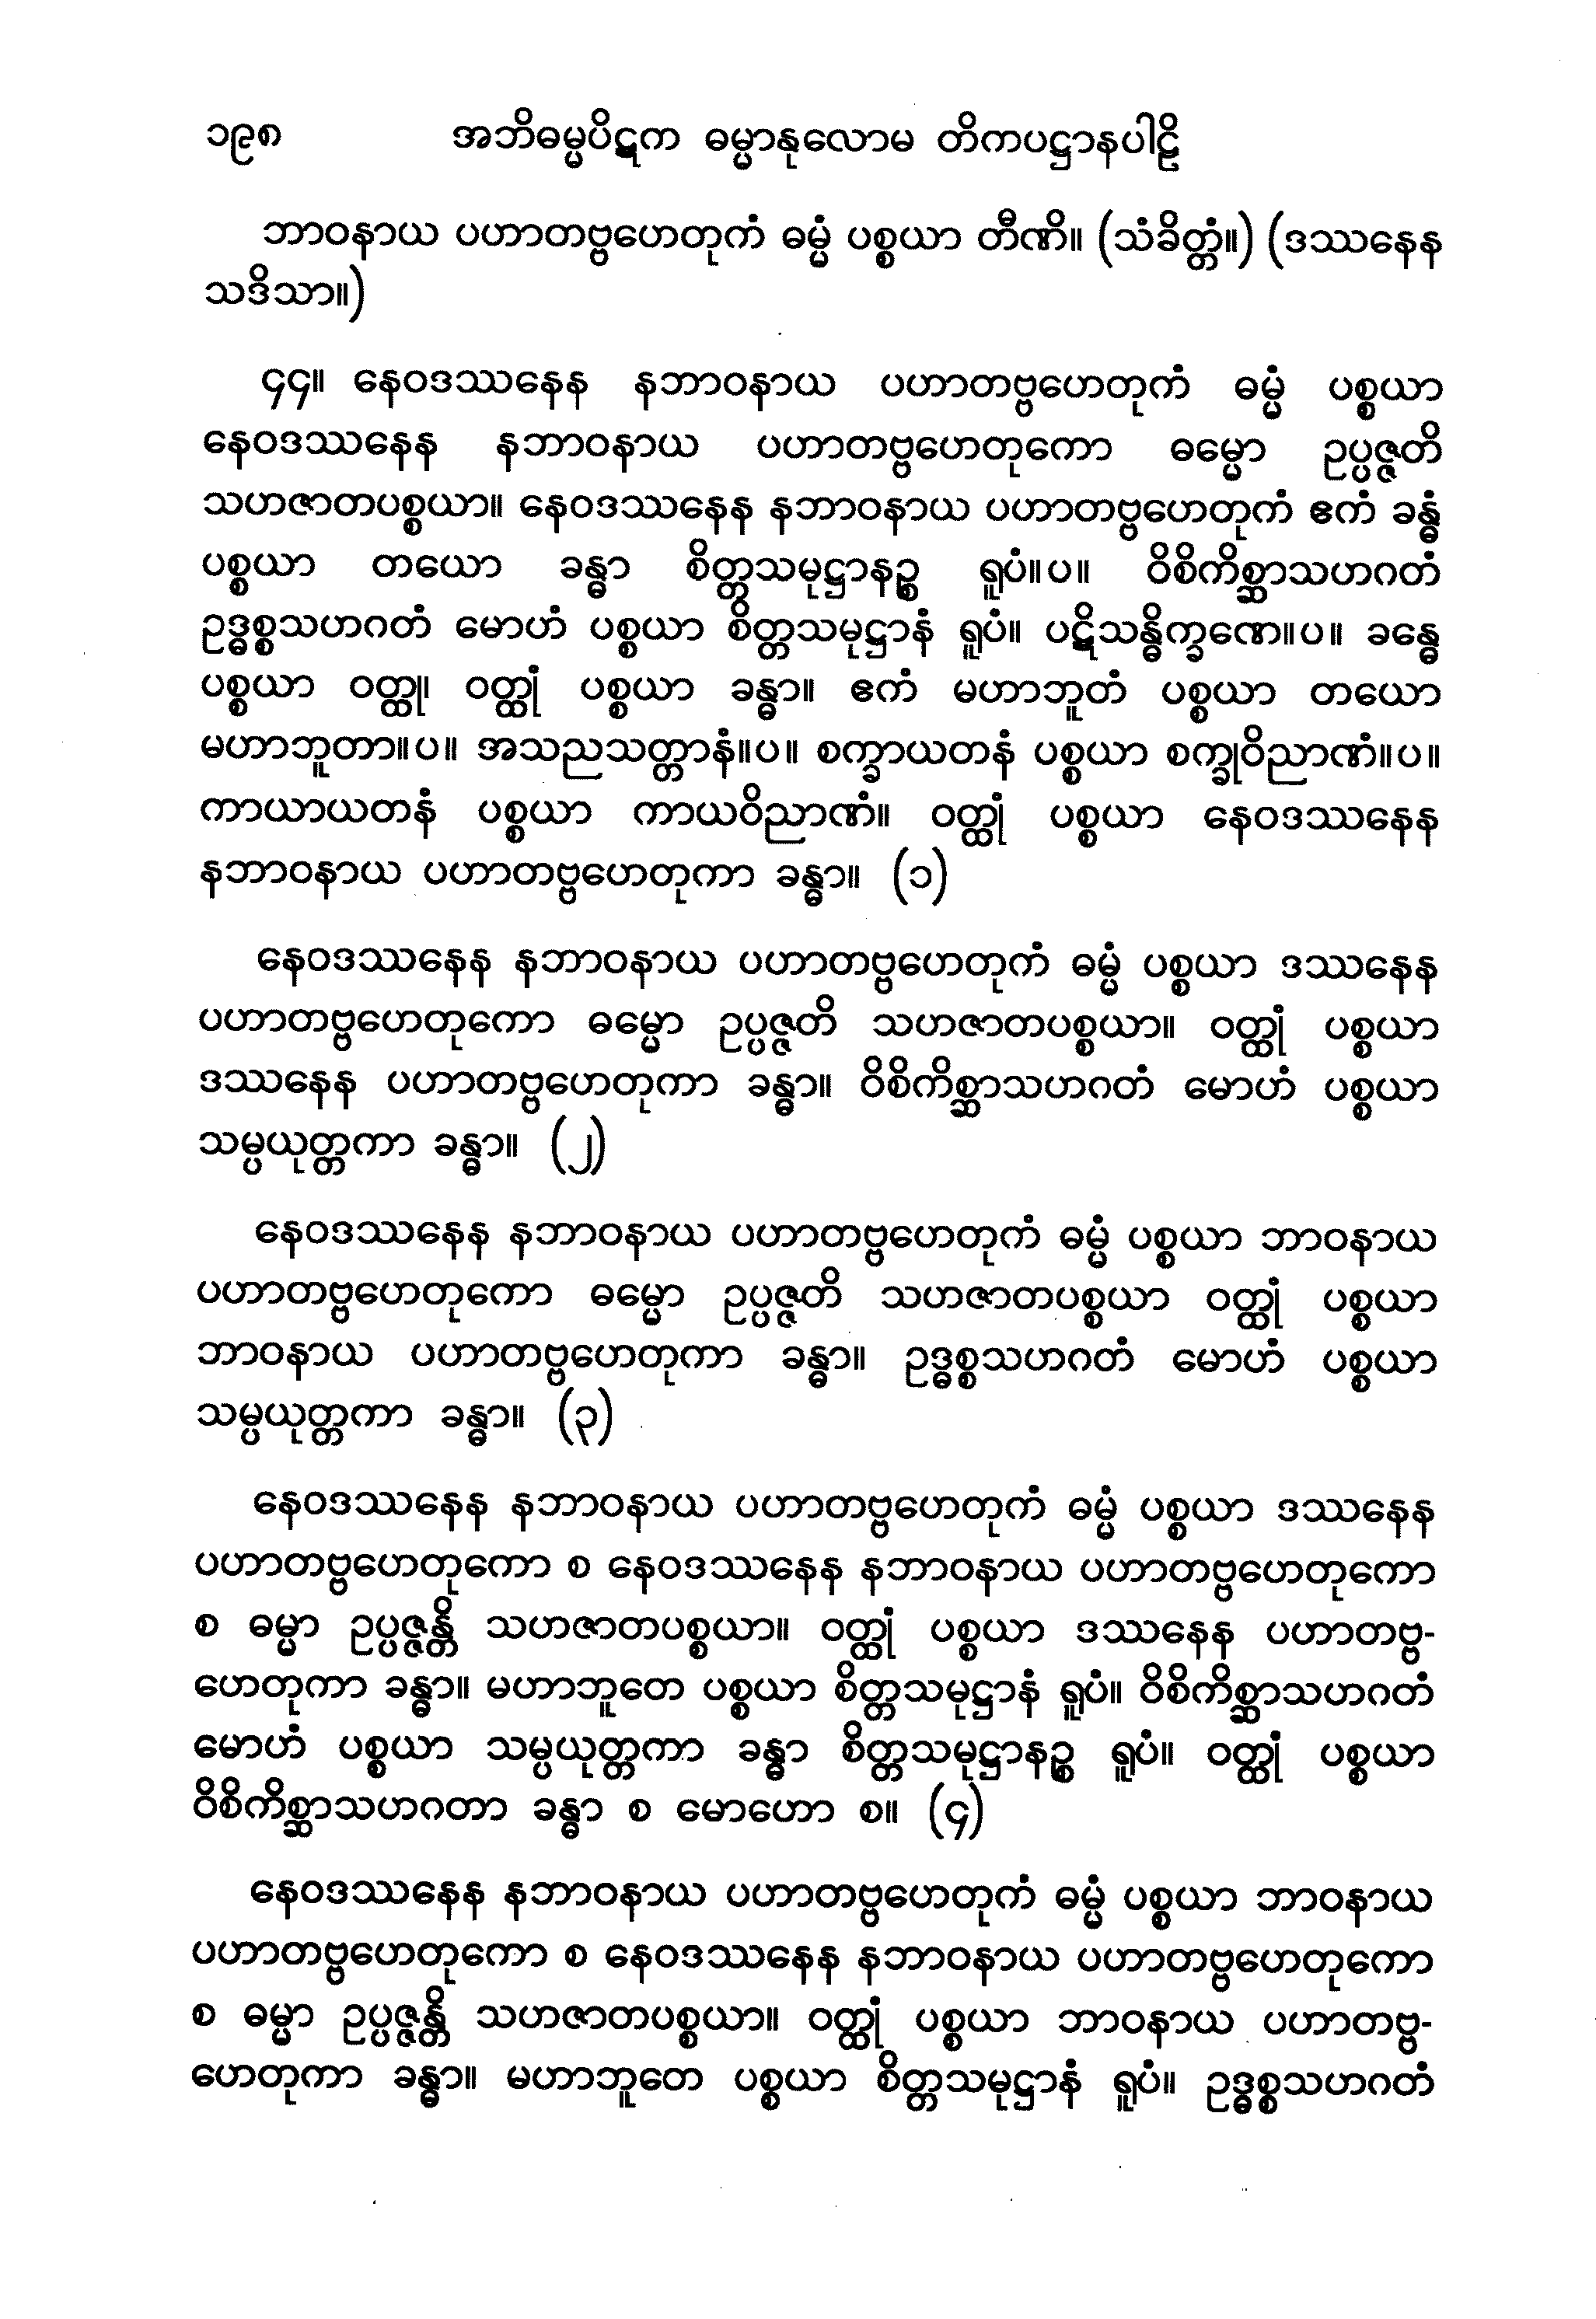 ၁၉၈ အဘိဓမ္မပိဋက ဓမ္မာနုလောမ တိကပဋ္ဌာနပါဠိ
ဘာဝနာယ ပဟာတဗ္ဗဟေတုကံ ဓမ္မံ ပစ္စယာ တီဏိ။ (သံခိတ္တံ။) (ဒဿနေန
သဒိသာ။)
၄၄။ နေဝဒဿနေန နဘာဝနာယ ပဟာတဗ္ဗဟေတုကံ ဓမ္မံ ပစ္စယာ
နေဝဒဿနေန နဘာဝနာယ ပဟာတဗ္ဗဟေတုကော ဓမ္မော ဥပ္ပဇ္ဇတိ
သဟဇာတပစ္စယာ။ နေဝဒဿနေန နဘာဝနာယ ပဟာတဗ္ဗဟေတုကံ ဧကံ ခန္ဓံ
ပစ္စယာ တယော ခန္ဓာ စိတ္တသမုဋ္ဌာနဉ္စ ရူပံ။ပ။ ဝိစိကိစ္ဆာသဟဂတံ
ဥဒ္ဓစ္စသဟဂတံ မောဟံ ပစ္စယာ စိတ္တသမုဋ္ဌာနံ ရူပံ။ ပဋိသန္ဓိက္ခဏေ။ပ။ ခန္ဓေ
ပစ္စယာ ဝတ္ထု၊ ဝတ္ထုံ ပစ္စယာ ခန္ဓာ။ ဧကံ မဟာဘူတံ ပစ္စယာ တယော
မဟာဘူတာ။ပ။ အသညသတ္တာနံ။ပ။ စက္ခာယတနံ ပစ္စယာ စက္ခုဝိညာဏံ။ပ။
ကာယာယတနံ ပစ္စယာ ကာယဝိညာဏံ။ ဝတ္ထုံ ပစ္စယာ နေဝဒဿနေန
နဘာဝနာယ ပဟာတဗ္ဗဟေတုကာ ခန္ဓာ။ (၁)
နေဝဒဿနေန နဘာဝနာယ ပဟာတဗ္ဗဟေတုကံ ဓမ္မံ ပစ္စယာ ဒဿနေန
ပဟာတဗ္ဗဟေတုကော ဓမ္မော ဥပ္ပဇ္ဇတိ သဟဇာတပစ္စယာ။ ဝတ္ထုံ ပစ္စယာ
ဒဿနေန ပဟာတဗ္ဗဟေတုကာ ခန္ဓာ။ ဝိစိကိစ္ဆာသဟဂတံ မောဟံ ပစ္စယာ
သမ္ပယုတ္တကာ ခန္ဓာ။ (၂)
နေဝဒဿနေန နဘာဝနာယ ပဟာတဗ္ဗဟေတုကံ ဓမ္မံ ပစ္စယာ ဘာဝနာယ
ပဟာတဗ္ဗဟေတုကော ဓမ္မော ဥပ္ပဇ္ဇတိ သဟဇာတပစ္စယာ ဝတ္ထုံ ပစ္စယာ
ဘာဝနာယ ပဟာတဗ္ဗဟေတုကာ ခန္ဓာ။ ဥဒ္ဓစ္စသဟဂတံ မောဟံ ပစ္စယာ
သမ္ပယုတ္တကာ ခန္ဓာ။ (၃)
နေဝဒဿနေန နဘာဝနာယ ပဟာတဗ္ဗဟေတုကံ ဓမ္မံ ပစ္စယာ ဒဿနေန
ပဟာတဗ္ဗဟေတုကော စ နေဝဒဿနေန နဘာဝနာယ ပဟာတဗ္ဗဟေတုကော
စ ဓမ္မာ ဥပ္ပဇ္ဇန္တိ သဟဇာတပစ္စယာ။ ဝတ္ထုံ ပစ္စယာ ဒဿနေန ပဟာတဗ္ဗ-
ဟေတုကာ ခန္ဓာ။ မဟာဘူတေ ပစ္စယာ စိတ္တသမုဋ္ဌာနံ ရူပံ။ ဝိစိကိစ္ဆာသဟဂတံ
မောဟံ ပစ္စယာ သမ္ပယုတ္တကာ ခန္ဓာ စိတ္တသမုဋ္ဌာနဉ္စ ရူပံ။ ဝတ္ထုံ ပစ္စယာ
ဝိစိကိစ္ဆာသဟဂတာ ခန္ဓာ စ မောဟော စ။ (၄)
နေဝဒဿနေန နဘာဝနာယ ပဟာတဗ္ဗဟေတုကံ ဓမ္မံ ပစ္စယာ ဘာဝနာယ
ပဟာတဗ္ဗဟေတုကော စ နေဝဒဿနေန နဘာဝနာယ ပဟာတဗ္ဗဟေတုကော
စ ဓမ္မာ ဥပ္ပဇ္ဇန္တိ သဟဇာတပစ္စယာ။ ဝတ္ထုံ ပစ္စယာ ဘာဝနာယ ပဟာတဗ္ဗ-
ဟေတုကာ ခန္ဓာ။ မဟာဘူတေ ပစ္စယာ စိတ္တသမုဋ္ဌာနံ ရူပံ။ ဥဒ္ဓစ္စသဟဂတံ